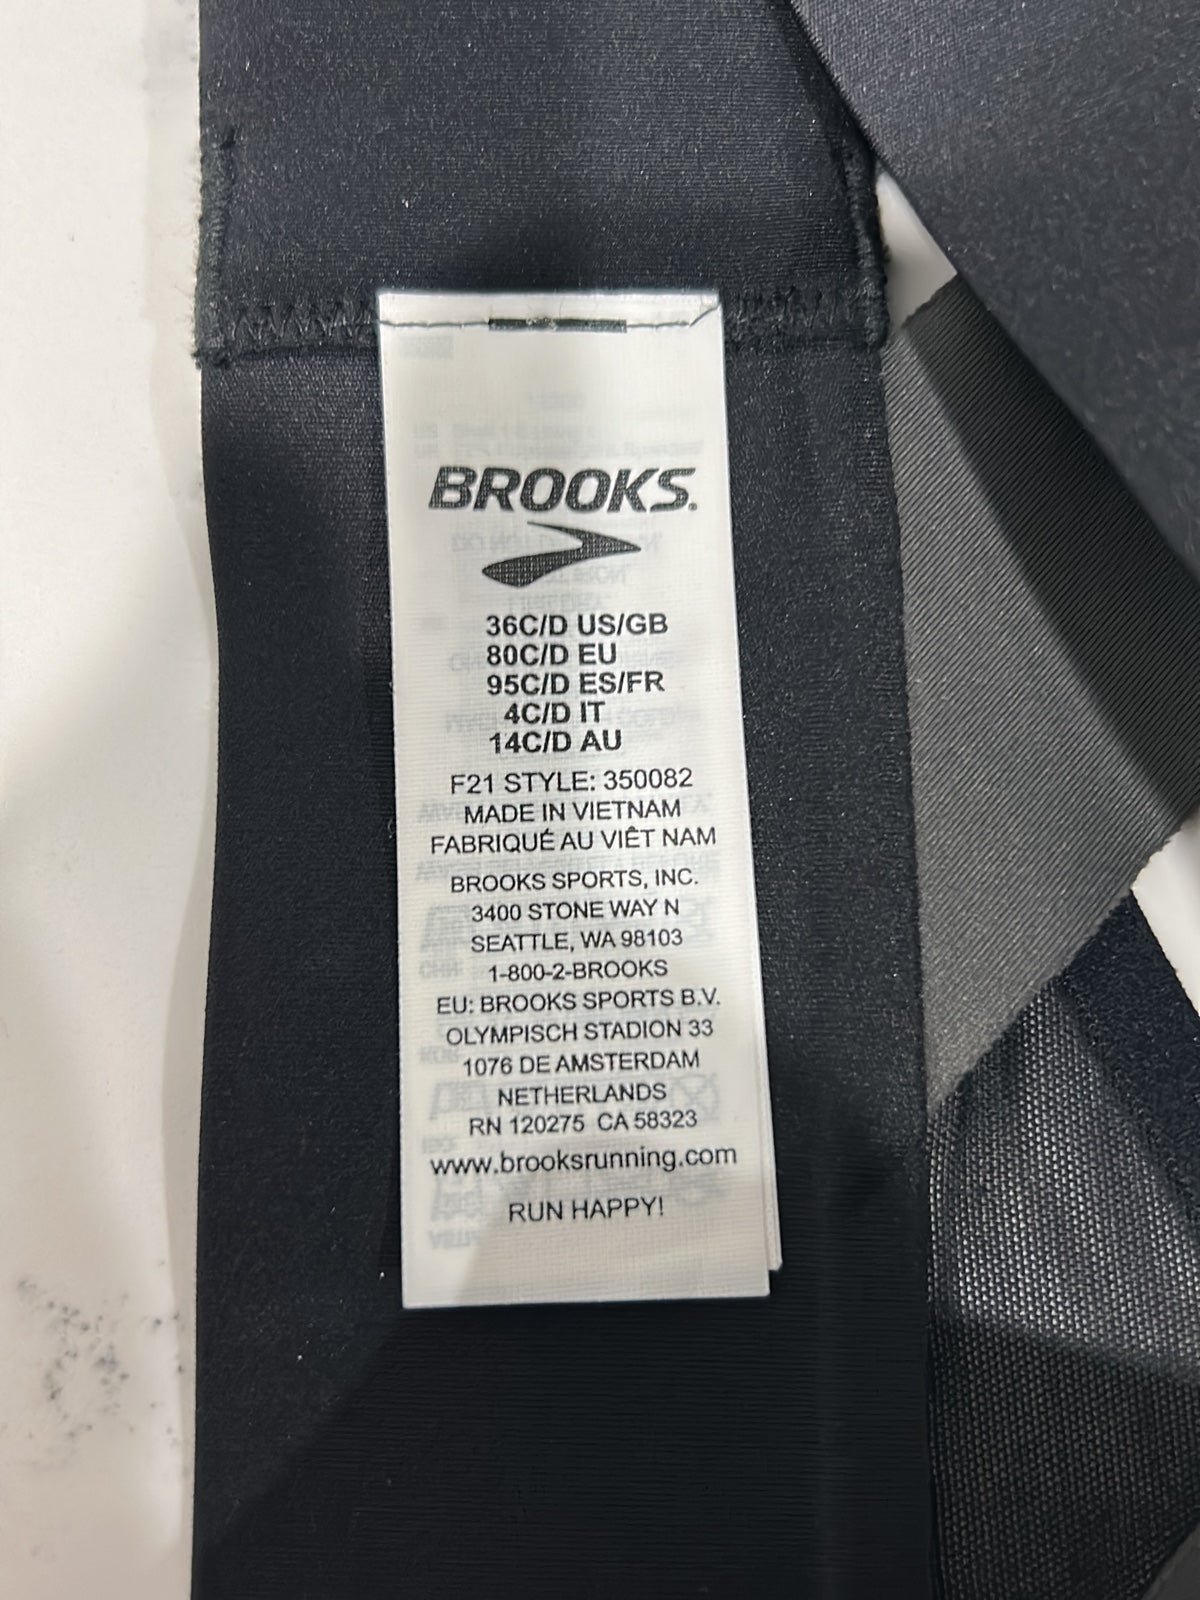 BROOKS®
36C/D US/GB
80C/D EU
95C/D ES/FR
4C/D IT
14C/D AU
F21 STYLE: 350082
MADE IN VIETNAM
FABRIQUÉ AU VIÊT NAM
BROOKS SPORTS, INC.
3400 STONE WAY N
SEATTLE, WA 98103
1-800-2-BROOKS
EU: BROOKS SPORTS B.V.
OLYMPISCH STADION 33
1076 DE AMSTERDAM
NETHERLANDS
RN 120275 CA 58323
www.brooksrunning.com
RUN HAPPY!